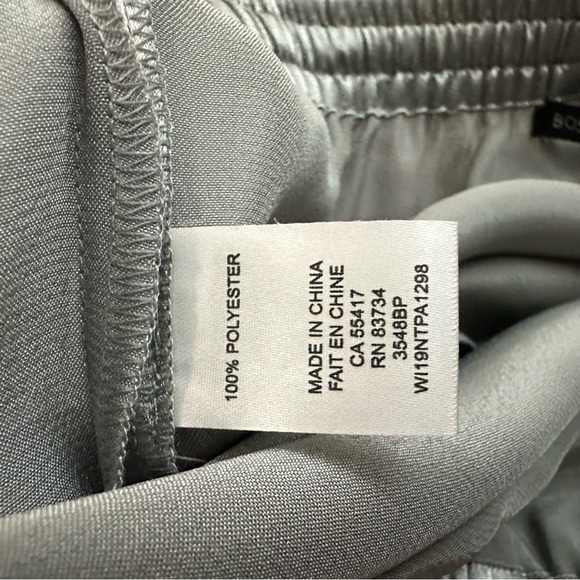 100% POLYESTER
MADE IN CHINA
FAIT EN CHINE
CA 55417
RN 83734
3548BP
WI19NTPA1298